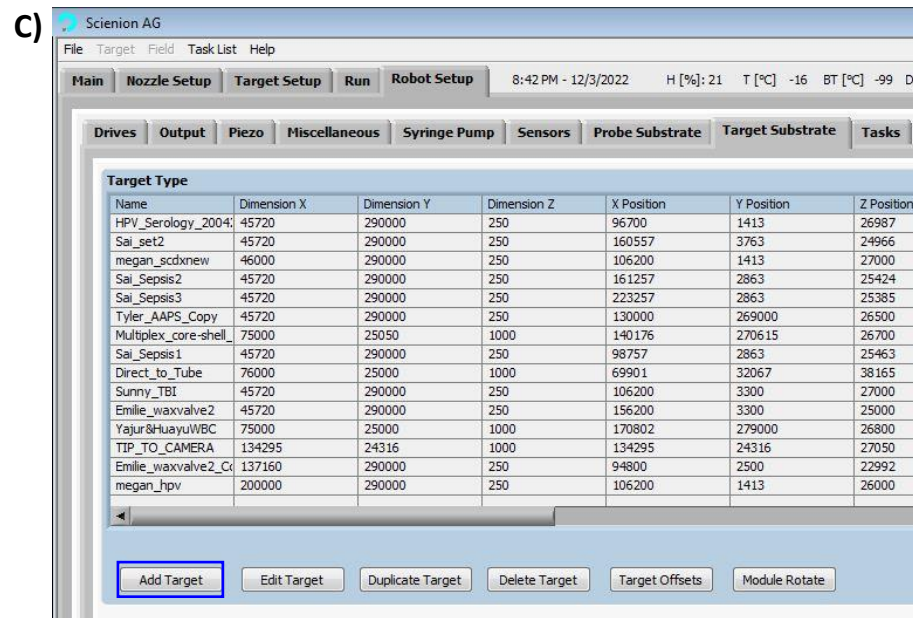 C)
Scienion AG
File Target Field Task List Help
Main Nozzle Setup Target Setup Run Robot Setup 8:42 PM - 12/3/2022 H [%]: 21 T [°C] -16 BT [°C] -99 D
Drives Output Piezo Miscellaneous Syringe Pump Sensors Probe Substrate Target Substrate Tasks
Target Type
Name Dimension X Dimension Y Dimension Z X Position Y Position Z Position
HPV_Serology_2004 45720 290000 250 96700 1413 26987
Sai_set2 45720 290000 250 160557 3763 24966
megan_scdxnew 46000 290000 250 106200 1413 27000
Sai_Sepsis2 45720 290000 250 161257 2863 25424
Sai_Sepsis3 45720 290000 250 223257 2863 25385
Tyler_AAPS_Copy 45720 290000 250 130000 269000 26500
Multiplex_core-shell_ 75000 25050 1000 140176 270615 26700
Sai_Sepsis1 45720 290000 250 98757 2863 25463
Direct_to_Tube 76000 25000 1000 69901 32067 38165
Sunny_TBI 45720 290000 250 106200 3300 27000
Emilie_waxvalve2 45720 290000 250 156200 3300 25000
Yajur&HuayuWBC 75000 25000 1000 170802 279000 26800
TIP_TO_CAMERA 134295 24316 1000 134295 24316 27050
Emilie_waxvalve2_Co 137160 290000 250 94800 2500 22992
megan_hpv 200000 290000 250 106200 1413 26000
Add Target Edit Target Duplicate Target Delete Target Target Offsets Module Rotate